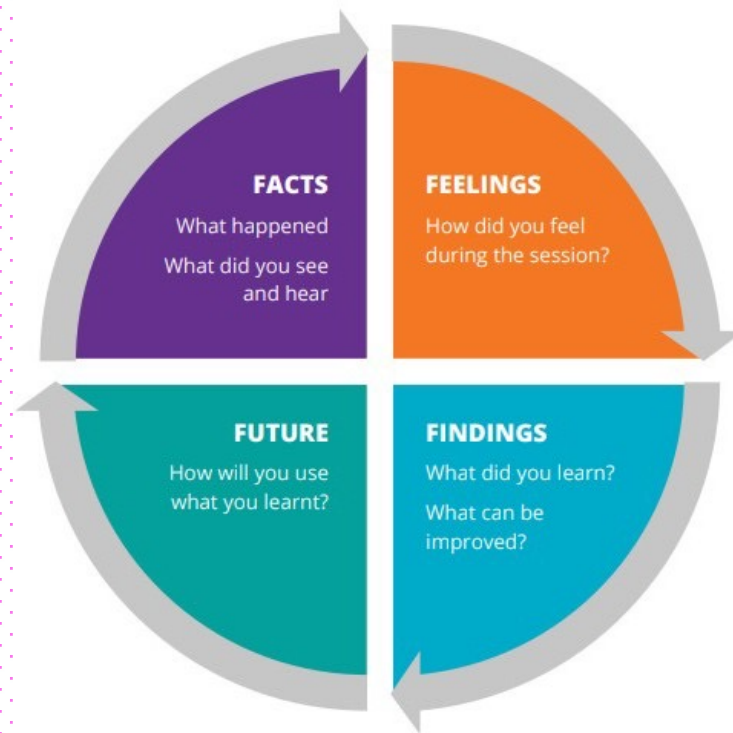 FACTS
What happened
What did you see
and hear
FEELINGS
How did you feel
during the session?
FUTURE
How will you use
what you learnt?
FINDINGS
What did you learn?
What can be
improved?